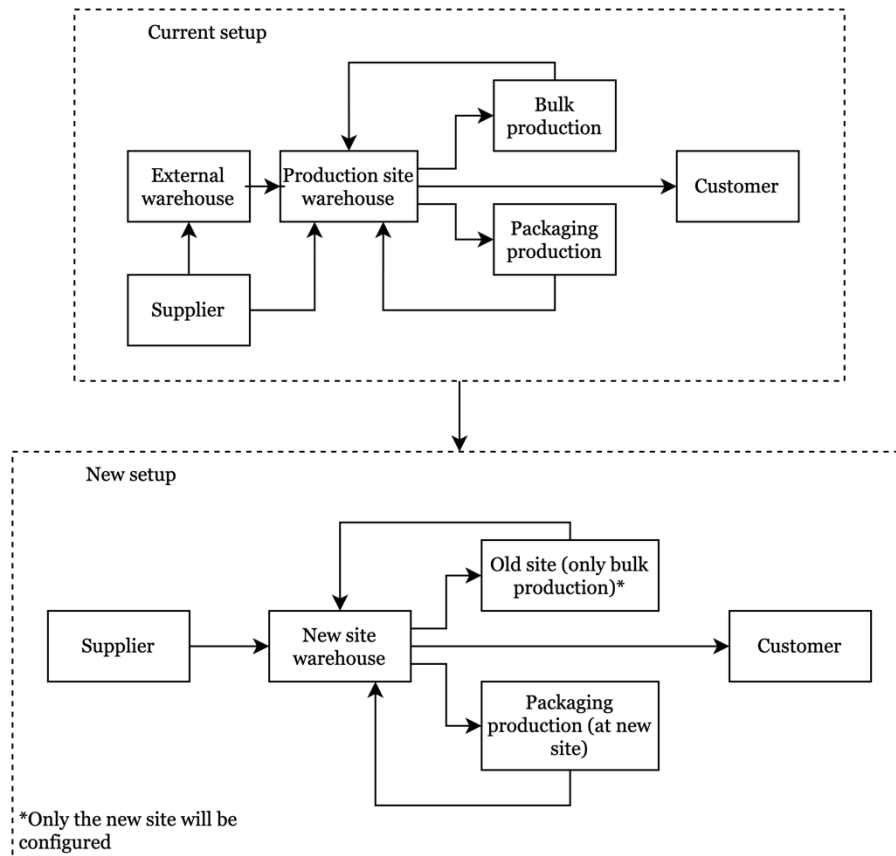 Current setup
Bulk
production
External
warehouse
Production site
warehouse
Customer
Packaging
production
Supplier
New setup
Old site (only bulk
production)*
Supplier
New site
warehouse
Customer
Packaging
production (at new
site)
*Only the new site will be
configured